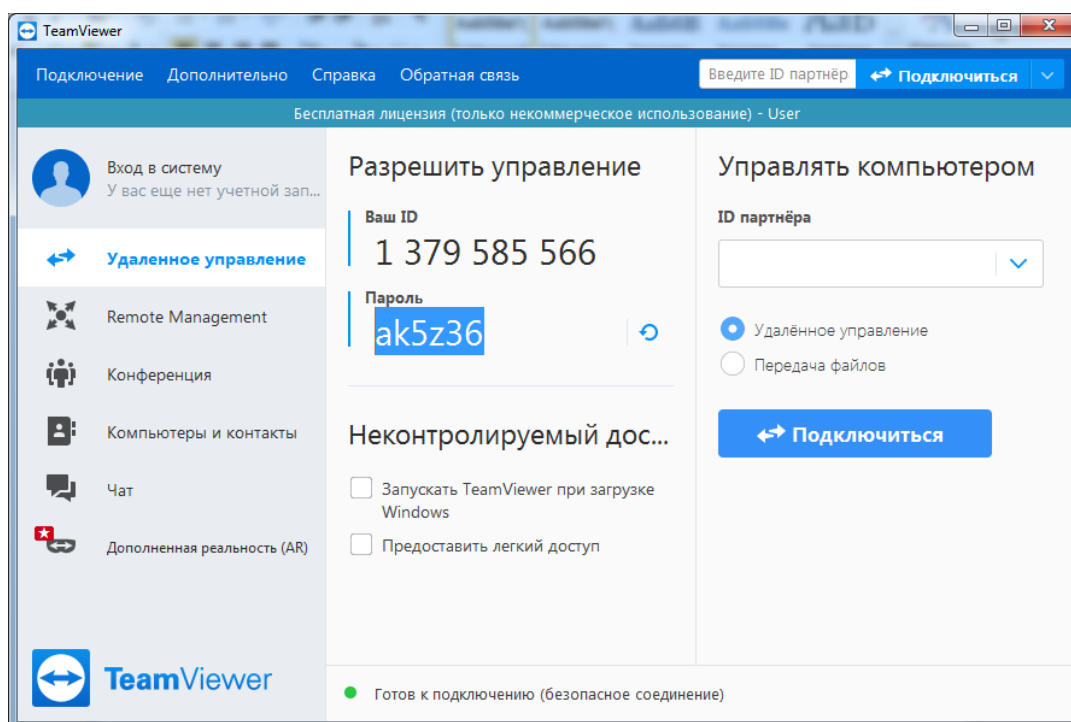 TeamViewer
Подключение Дополнительно Справка Обратная связь Введите ID партнёр Подключиться
Бесплатная лицензия (только некоммерческое использование) - User
Вход в систему
У вас еще нет учетной зап...
Удаленное управление
Remote Management
Конференция
Компьютеры и контакты
Чат
Дополненная реальность (AR)
TeamViewer
Разрешить управление
Ваш ID
1 379 585 566
Пароль
ak5z36
Неконтролируемый дос...
Запускать TeamViewer при загрузке
Windows
Предоставить легкий доступ
Управлять компьютером
ID партнёра
Удалённое управление
Передача файлов
Подключиться
Готов к подключению (безопасное соединение)